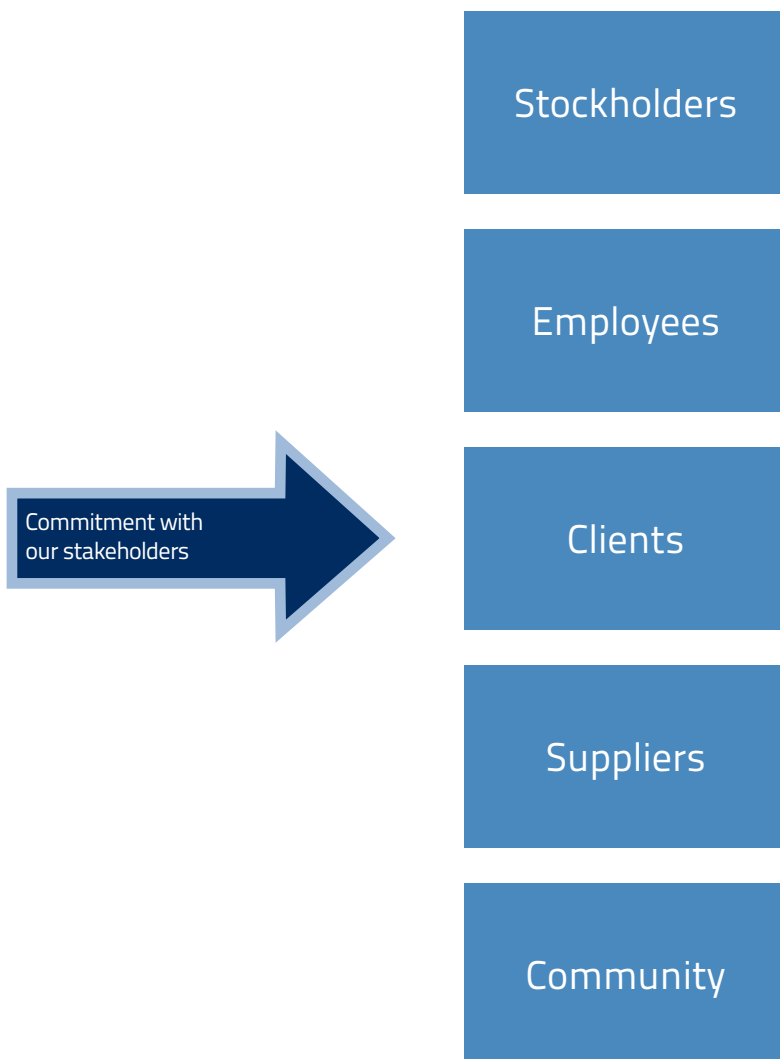 Stockholders
Employees
Commitment with
our stakeholders
Clients
Suppliers
Community